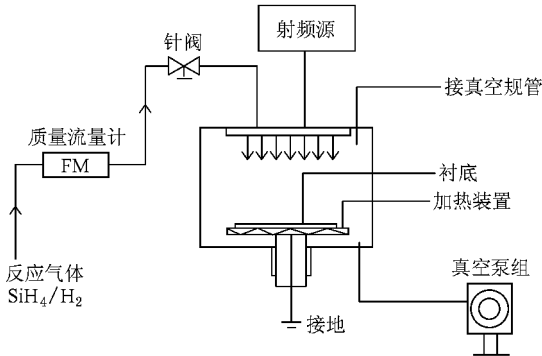 射频源
针阀
接真空规管
质量流量计
FM
衬底
加热装置
反应气体
SiH₄/H₂
真空泵组
接地